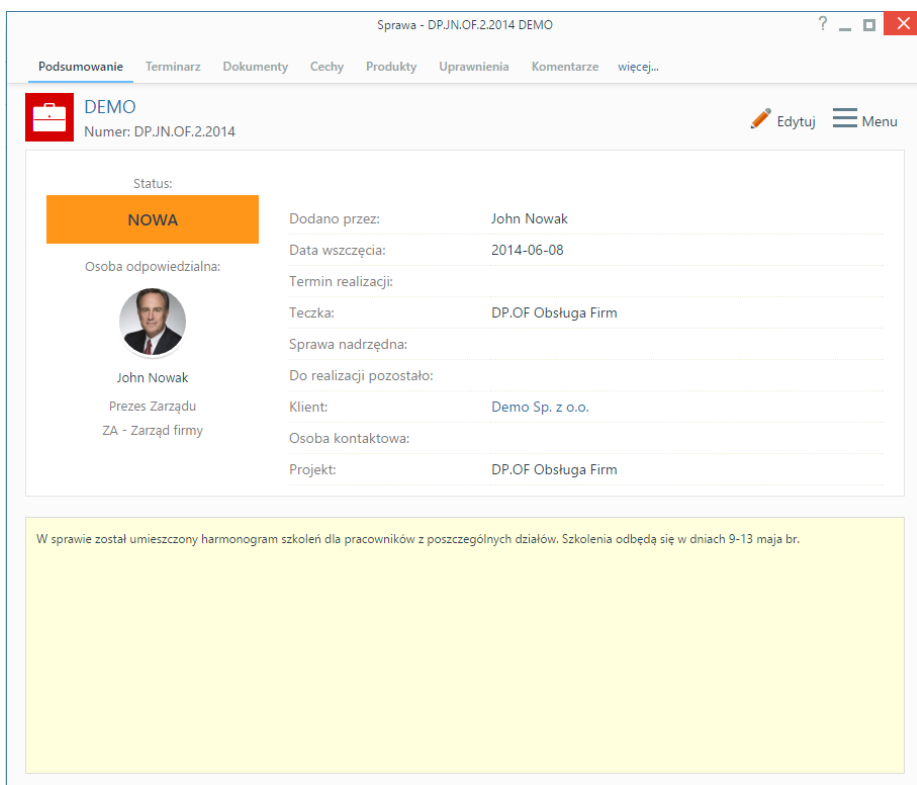 Sprawa - DP.JN.OF.2.2014 DEMO
?
Podsumowanie Terminarz Dokumenty Cechy Produkty Uprawnienia Komentarze więcej...
DEMO
Numer: DP.JN.OF.2.2014
Edytuj Menu
Status:
NOWA
Osoba odpowiedzialna:
John Nowak
Prezes Zarządu
ZA - Zarząd firmy
Dodano przez: John Nowak
Data wszczęcia: 2014-06-08
Termin realizacji:
Teczka: DP.OF Obsługa Firm
Sprawa nadrzędna:
Do realizacji pozostało:
Klient: Demo Sp. z o.o.
Osoba kontaktowa:
Projekt: DP.OF Obsługa Firm
W sprawie został umieszczony harmonogram szkoleń dla pracowników z poszczególnych działów. Szkolenia odbędą się w dniach 9-13 maja br.